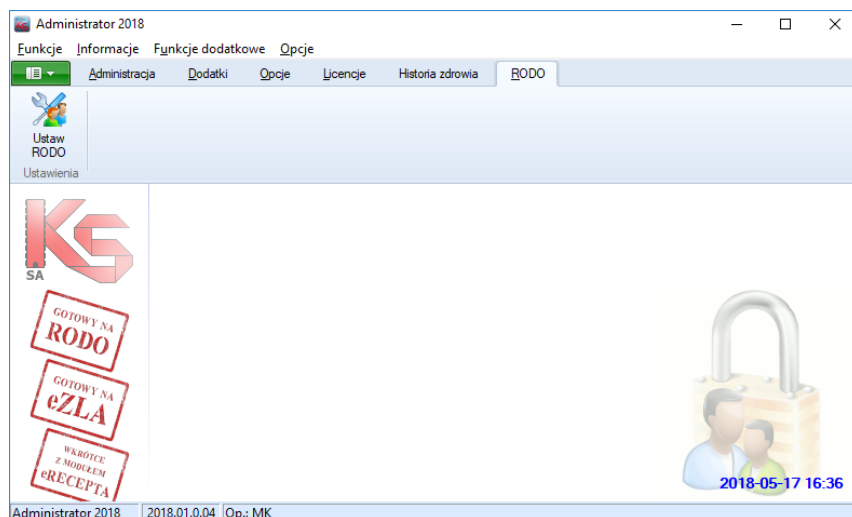 Administrator 2018
Funkcje Informacje Funkcje dodatkowe Opcje
Administracja Dodatki Opcje Licencje Historia zdrowia RODO
Ustaw
RODO
Ustawienia
KS
SA
GOTOWY NA
RODO
GOTOWY NA
eZLA
WKRÓTCE
Z MODUŁEM
eRECEPTA
2018-05-17 16:36
Administrator 2018 2018.01.0.04 Op.: MK